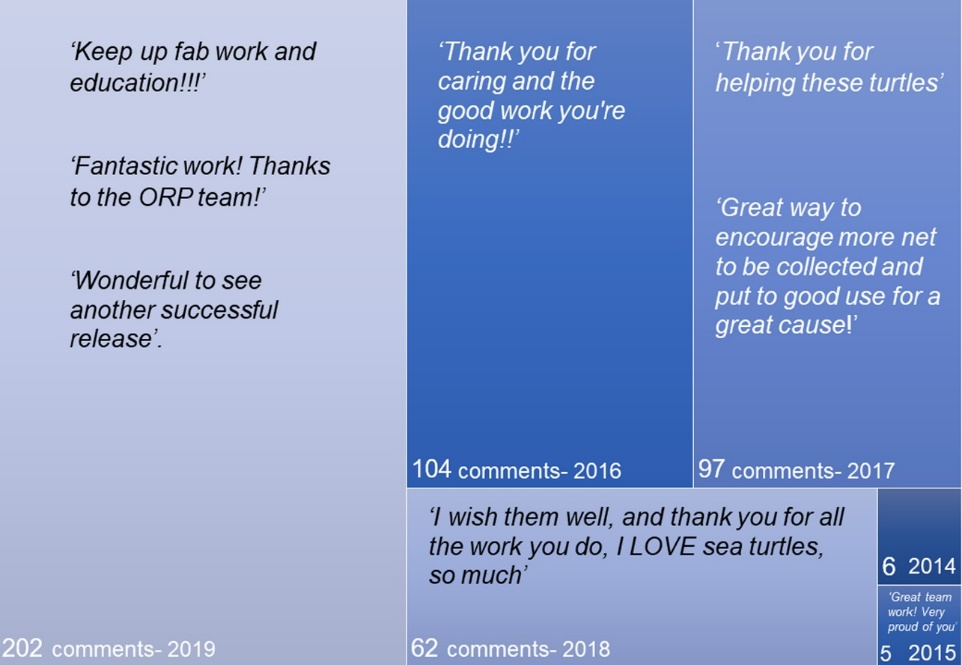 ‘Keep up fab work and
education!!!’
‘Fantastic work! Thanks
to the ORP team!’
‘Wonderful to see
another successful
release’.
202 comments- 2019
‘Thank you for
caring and the
good work you're
doing!!’
104 comments- 2016
‘Thank you for
helping these turtles’
‘Great way to
encourage more net
to be collected and
put to good use for a
great cause!’
97 comments- 2017
‘I wish them well, and thank you for all
the work you do, I LOVE sea turtles,
so much’
62 comments- 2018
6 2014
‘Great team
work! Very
proud of you’
5 2015